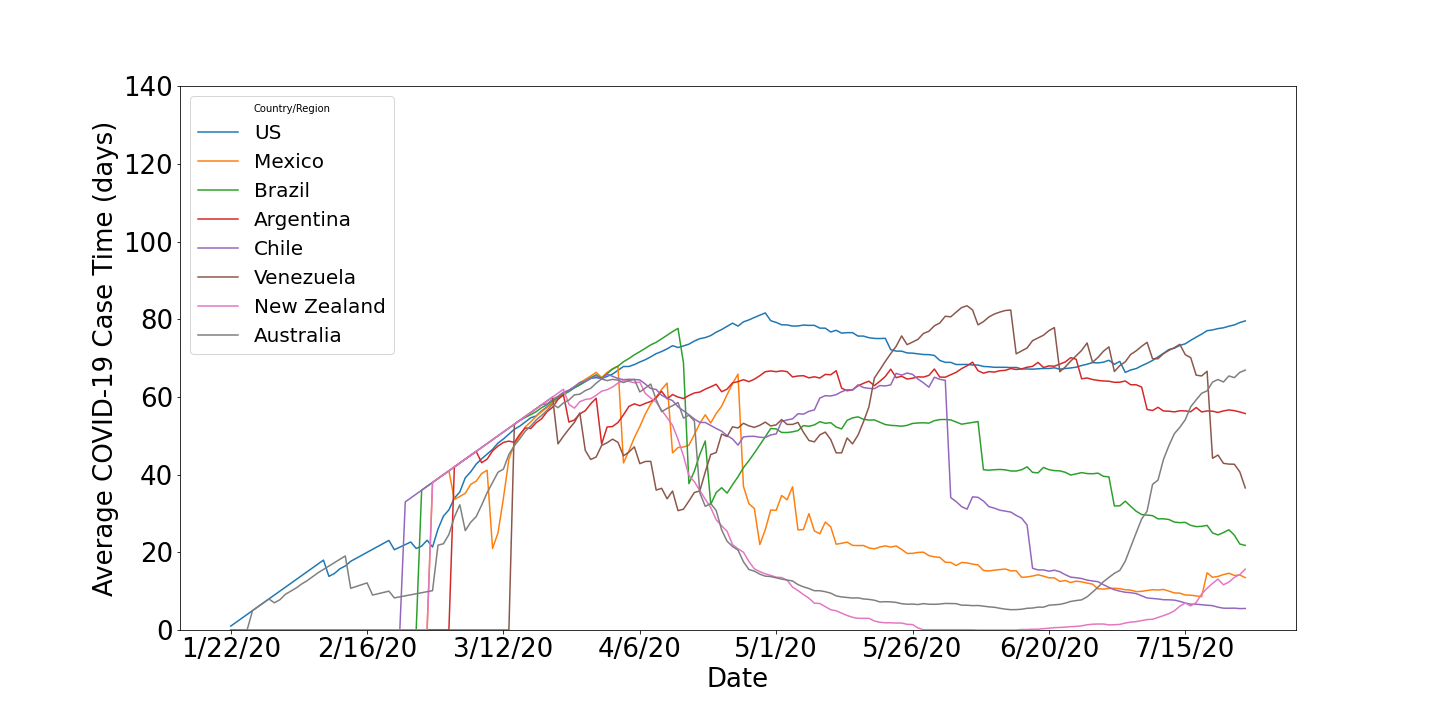 140
120
100
80
60
40
20
0
Average COVID-19 Case Time (days)
Country/Region
US
Mexico
Brazil
Argentina
Chile
Venezuela
New Zealand
Australia
1/22/20 2/16/20 3/12/20 4/6/20 5/1/20 5/26/20 6/20/20 7/15/20
Date